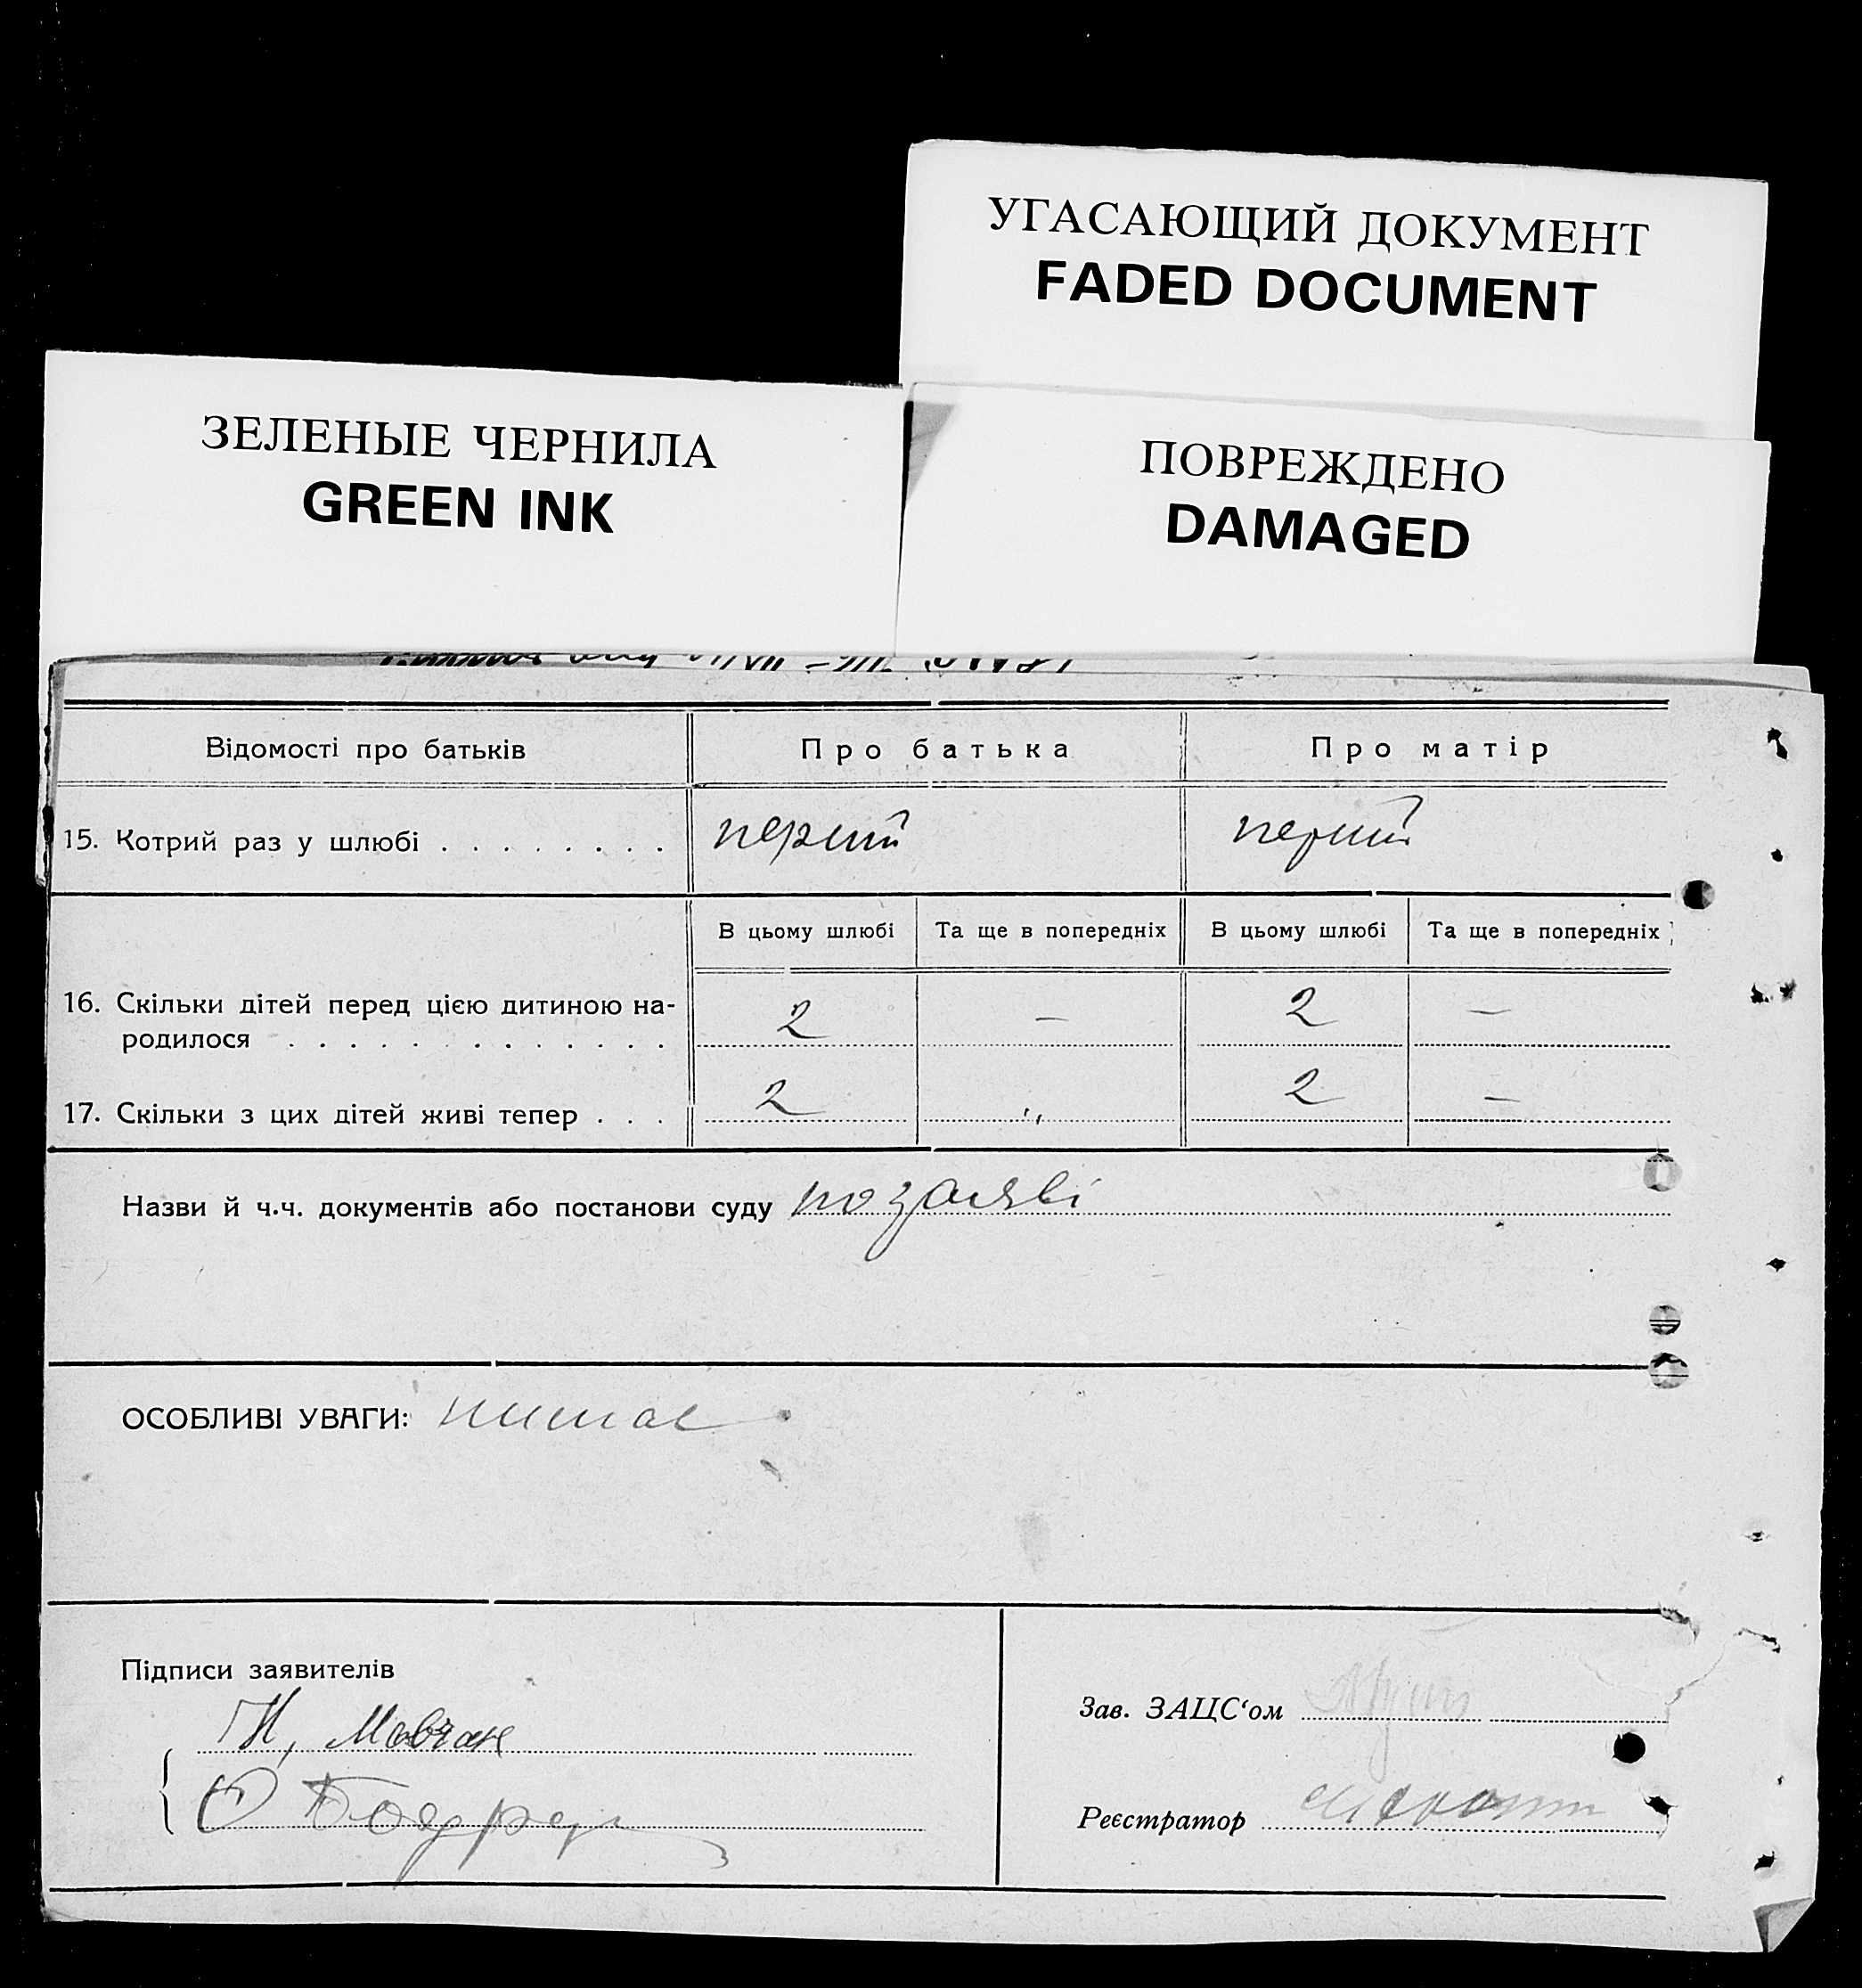 УГАСАЮЩИЙ ДОКУМЕНТ
FADED DOCUMENT
ЗЕЛЕНЫЕ ЧЕРНИЛА
GREEN INK
ПОВРЕЖДЕНО
DAMAGED
Відомості про батьків Про батька Про матір
15. Котрий раз у шлюбі . . . . . . . . перший перший
В цьому шлюбі Та ще в попередніх В цьому шлюбі Та ще в попередніх
16. Скільки дітей перед цією дитиною на-
родилося . . . . . . . . . . . . . 2 — 2 —
17. Скільки з цих дітей живі тепер . . . 2 „ 2 —
Назви й ч.ч. документів або постанови суду по заяві
ОСОБЛИВІ УВАГИ: немає
Підписи заявителів
Зав. ЗАЦС‘ом
Реєстратор